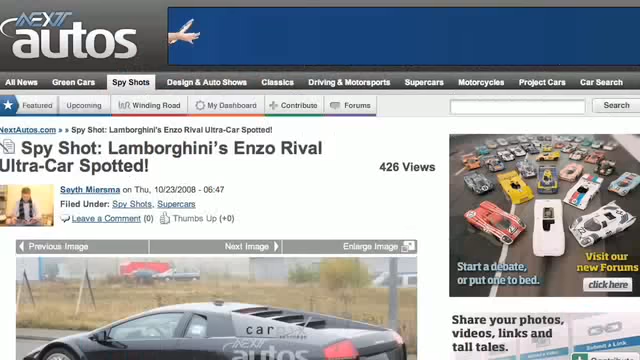 NEXT
autos
All News Green Cars Spy Shots Design & Auto Shows Classics Driving & Motorsports Supercars Motorcycles Project Cars Car Search
Featured Upcoming Winding Road My Dashboard Contribute Forums Search
NextAutos.com » » Spy Shot: Lamborghini's Enzo Rival Ultra-Car Spotted!
Spy Shot: Lamborghini's Enzo Rival
Ultra-Car Spotted!
426 Views
Seyth Miersma on Thu, 10/23/2008 - 06:47
Filed Under: Spy Shots, Supercars
Leave a Comment (0) Thumbs Up (+0)
Previous Image Next Image Enlarge Image
car
NEXT
autos
Start a debate,
or put one to bed.
Visit our
new Forums
click here
Share your photos,
videos, links and
tall tales.
Submit a Link
Contribute